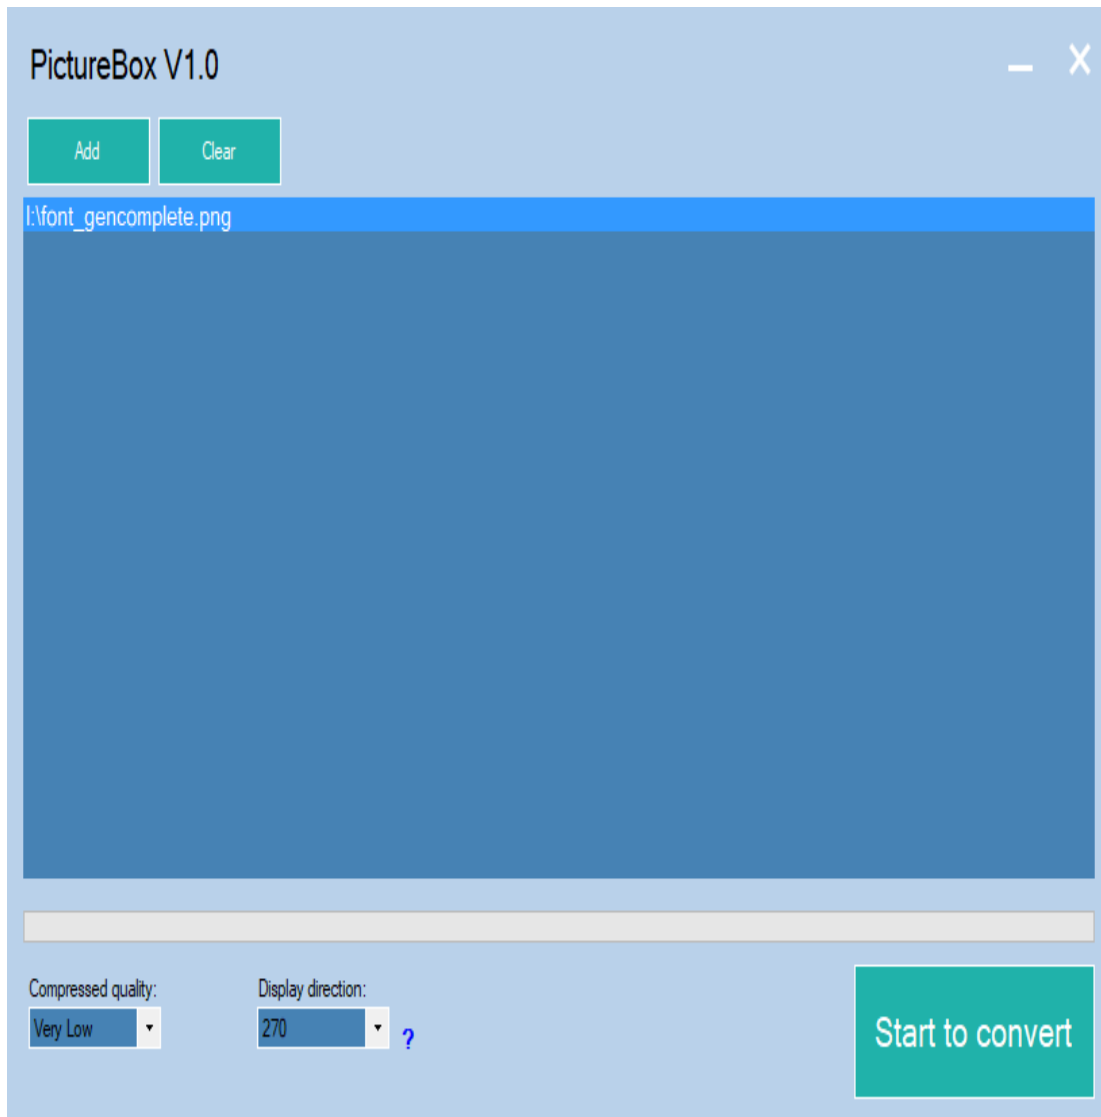 PictureBox V1.0
Add Clear
I:\font_gencomplete.png
Compressed quality: Display direction:
Very Low 270 ?
Start to convert